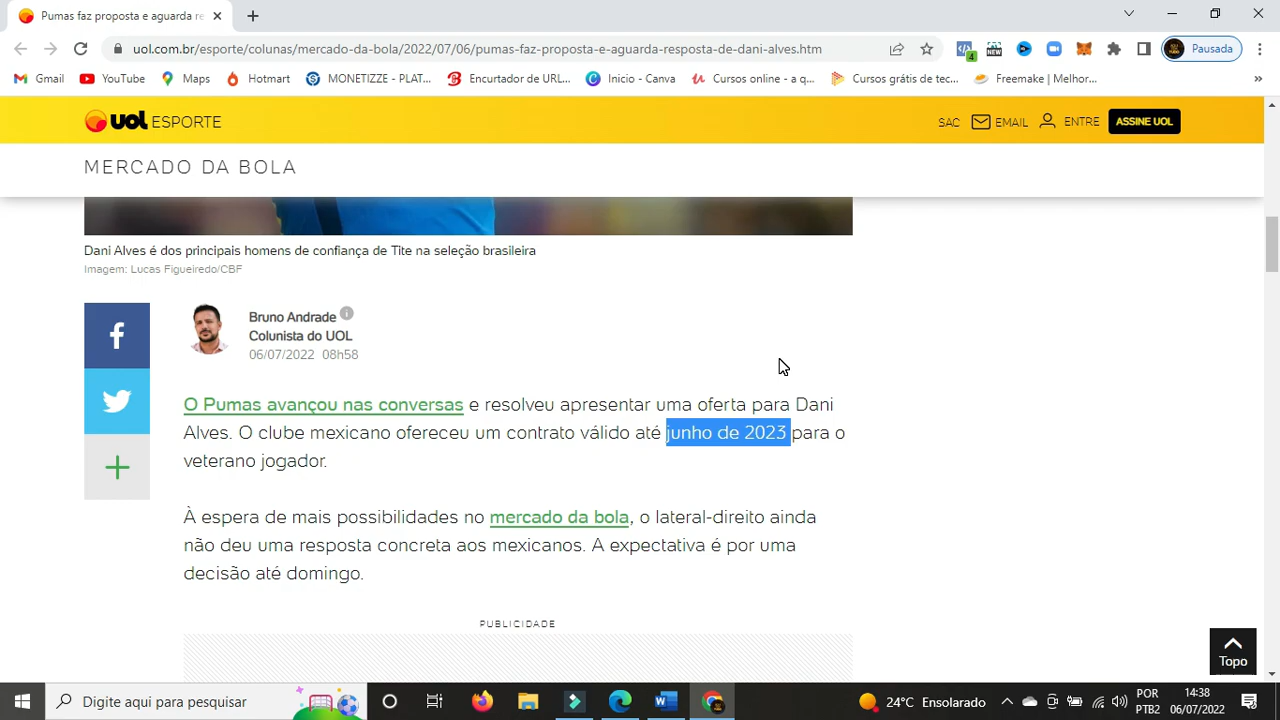 Pumas faz proposta e aguarda re
uol.com.br/esporte/colunas/mercado-da-bola/2022/07/06/pumas-faz-proposta-e-aguarda-resposta-de-dani-alves.htm
4
NEW
Pausada
Gmail
YouTube
Maps
Hotmart
MONETIZZE - PLAT...
Encurtador de URL...
Inicio - Canva
Cursos online - a q...
Cursos grátis de tec...
Freemake | Melhor...
»
uol ESPORTE
SAC
EMAIL
ENTRE
ASSINE UOL
MERCADO DA BOLA
Dani Alves é dos principais homens de confiança de Tite na seleção brasileira
Imagem: Lucas Figueiredo/CBF
Bruno Andrade
Colunista do UOL
06/07/2022 08h58
O Pumas avançou nas conversas e resolveu apresentar uma oferta para Dani
Alves. O clube mexicano ofereceu um contrato válido até junho de 2023 para o
veterano jogador.
À espera de mais possibilidades no mercado da bola, o lateral-direito ainda
não deu uma resposta concreta aos mexicanos. A expectativa é por uma
decisão até domingo.
PUBLICIDADE
Topo
Digite aqui para pesquisar
24°C Ensolarado
POR
PTB2
14:38
06/07/2022